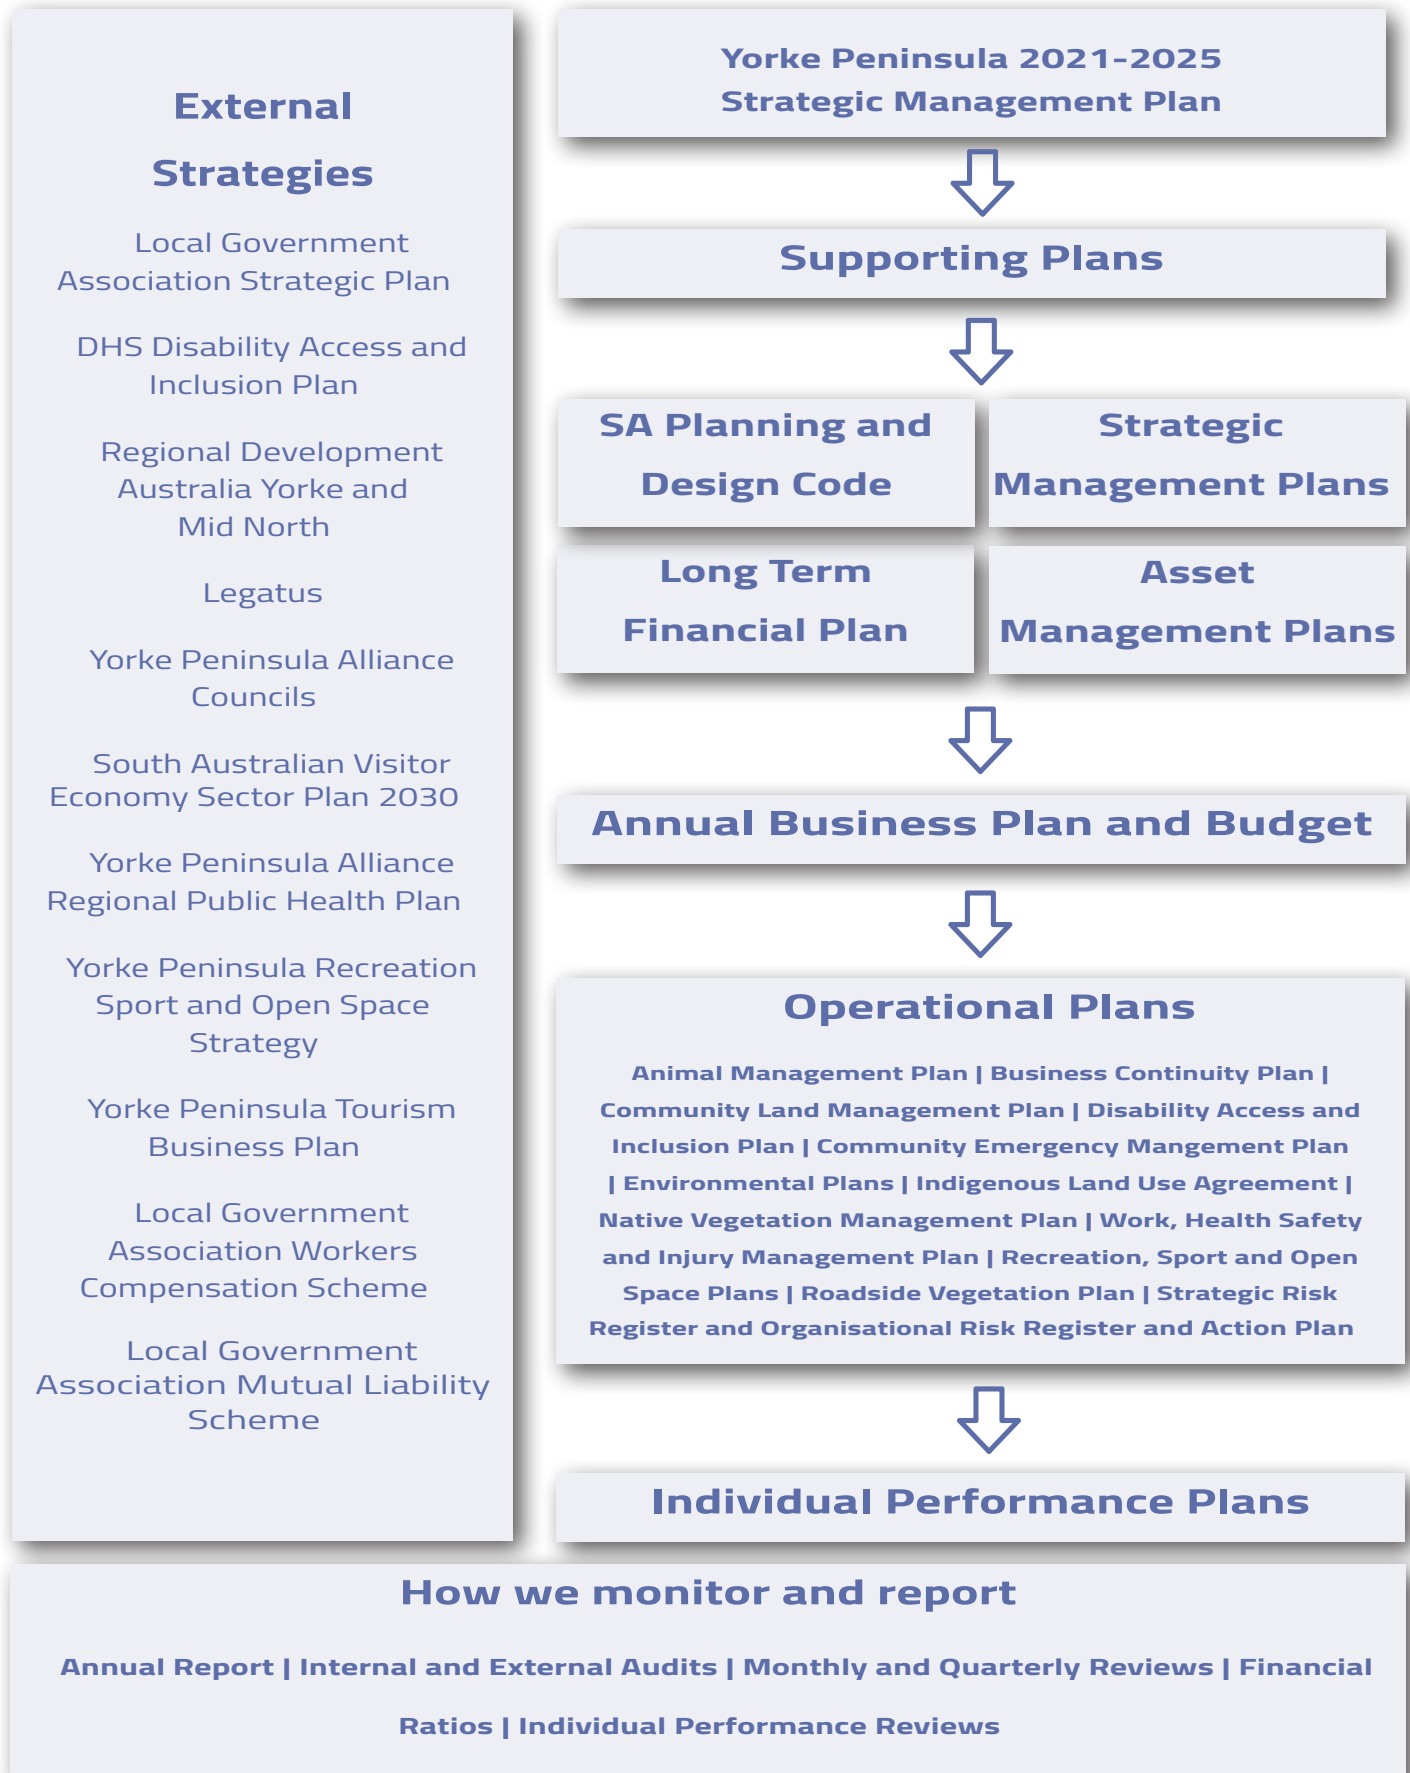 External
Strategies
Local Government
Association Strategic Plan
DHS Disability Access and
Inclusion Plan
Regional Development
Australia Yorke and
Mid North
Legatus
Yorke Peninsula Alliance
Councils
South Australian Visitor
Economy Sector Plan 2030
Yorke Peninsula Alliance
Regional Public Health Plan
Yorke Peninsula Recreation
Sport and Open Space
Strategy
Yorke Peninsula Tourism
Business Plan
Local Government
Association Workers
Compensation Scheme
Local Government
Association Mutual Liability
Scheme
Yorke Peninsula 2021-2025
Strategic Management Plan
Supporting Plans
SA Planning and
Design Code
Strategic
Management Plans
Long Term
Financial Plan
Asset
Management Plans
Annual Business Plan and Budget
Operational Plans
Animal Management Plan | Business Continuity Plan |
Community Land Management Plan | Disability Access and
Inclusion Plan | Community Emergency Mangement Plan
| Environmental Plans | Indigenous Land Use Agreement |
Native Vegetation Management Plan | Work, Health Safety
and Injury Management Plan | Recreation, Sport and Open
Space Plans | Roadside Vegetation Plan | Strategic Risk
Register and Organisational Risk Register and Action Plan
Individual Performance Plans
How we monitor and report
Annual Report | Internal and External Audits | Monthly and Quarterly Reviews | Financial
Ratios | Individual Performance Reviews